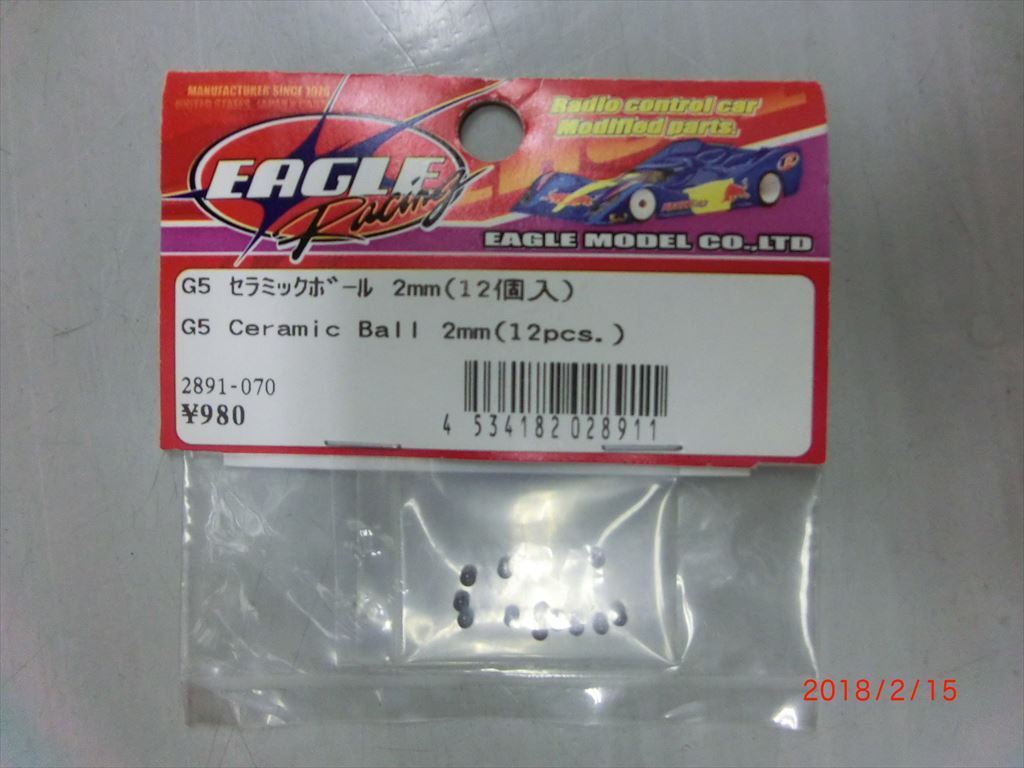 MANUFACTURER SINCE 1976
EAGLE
Racing
Radio control car
Modified parts.
EAGLE MODEL CO.,LTD
G5 セラミックボール 2mm(12個入)
G5 Ceramic Ball 2mm(12pcs.)
2891-070
¥980
4 534182 028911
2018/2/15